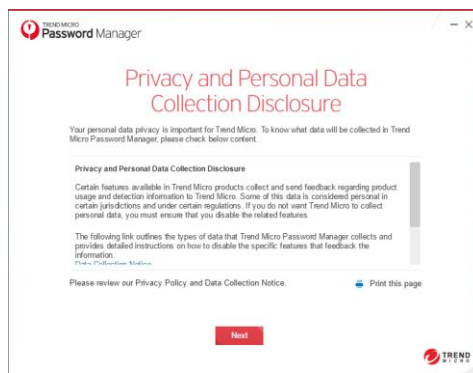 TREND MICRO
Password Manager
Privacy and Personal Data
Collection Disclosure
Your personal data privacy is important for Trend Micro. To know what data will be collected in Trend
Micro Password Manager, please check below content.
Privacy and Personal Data Collection Disclosure
Certain features available in Trend Micro products collect and send feedback regarding product
usage and detection information to Trend Micro. Some of this data is considered personal in
certain jurisdictions and under certain regulations. If you do not want Trend Micro to collect
personal data, you must ensure that you disable the related features.
The following link outlines the types of data that Trend Micro Password Manager collects and
provides detailed instructions on how to disable the specific features that feedback the
information.
Data Collection Notice
Please review our Privacy Policy and Data Collection Notice.
Print this page
Next
TREND
MICRO